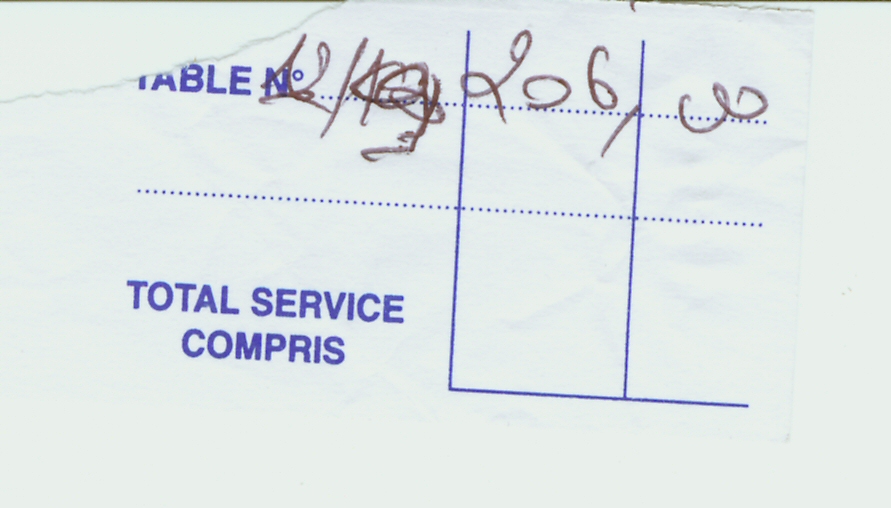 TABLE N° 206,00
TOTAL SERVICE
COMPRIS